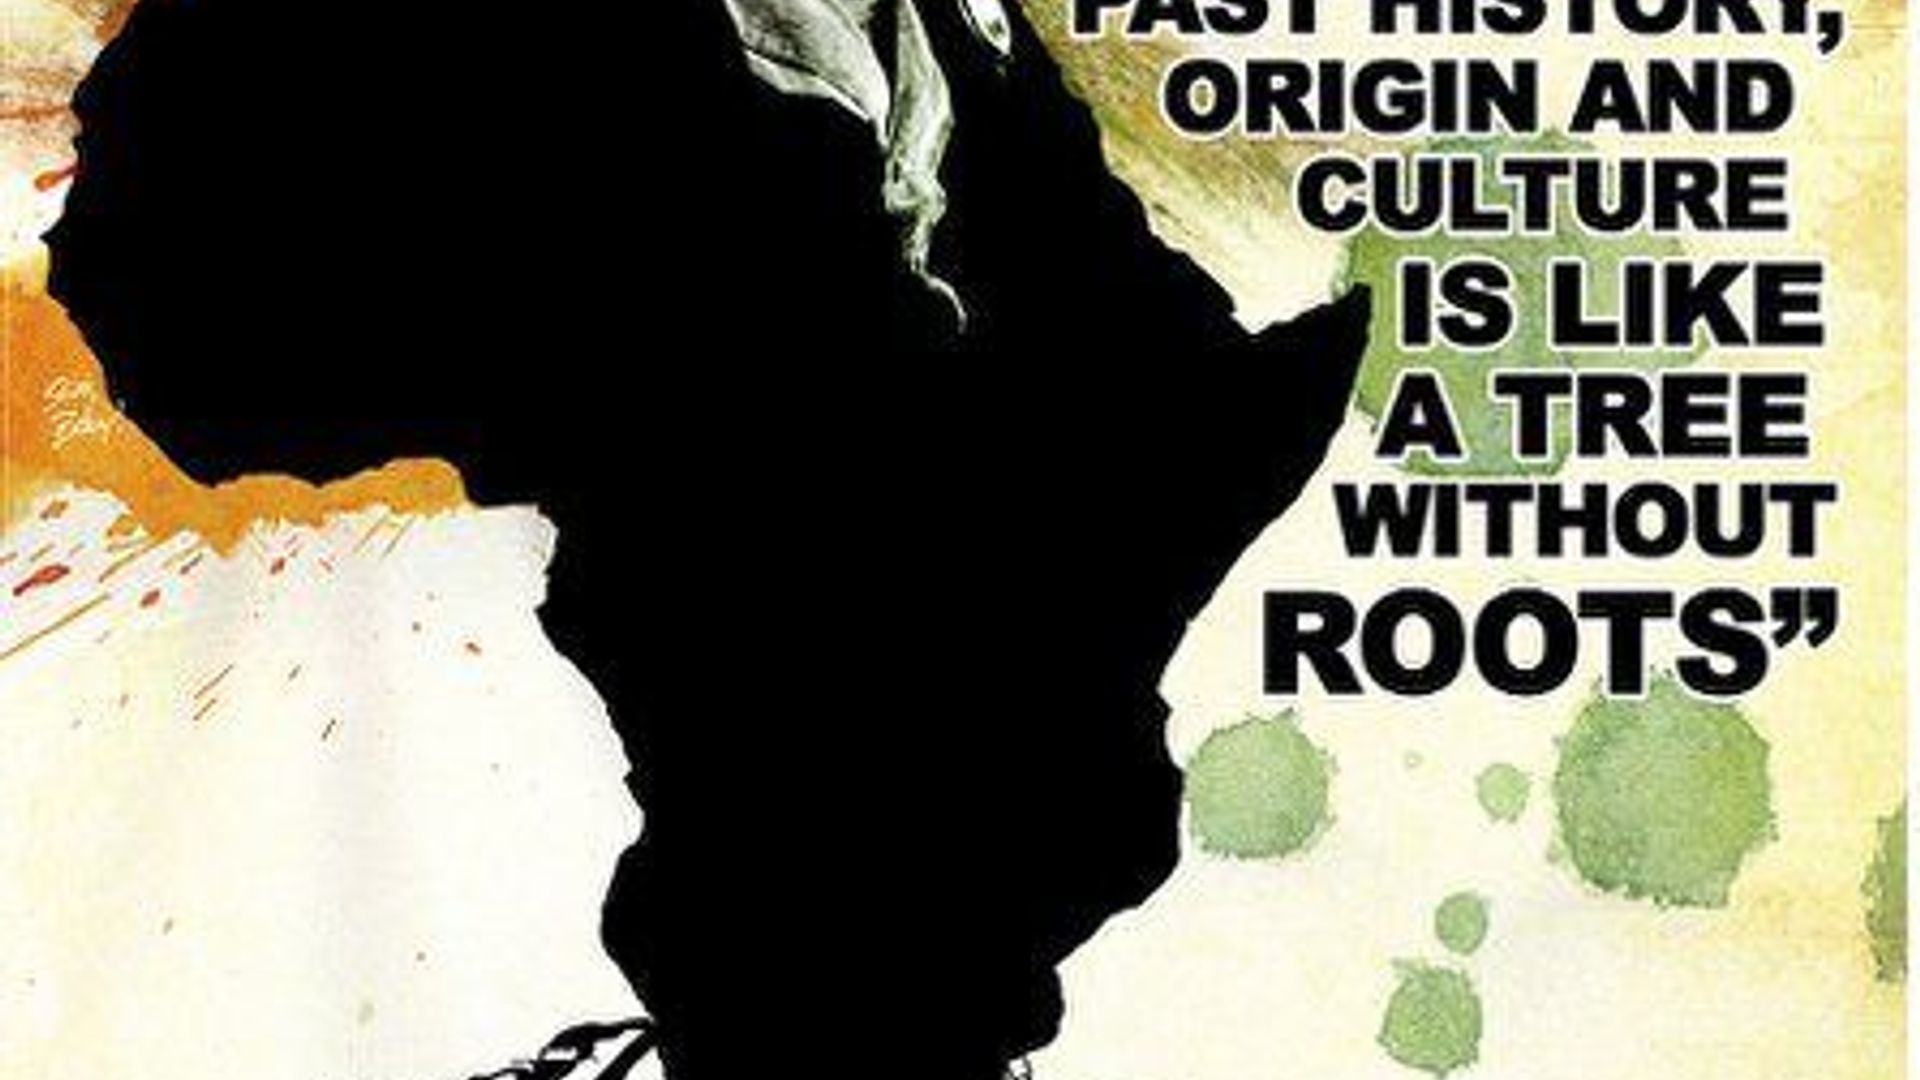 PAST HISTORY,
ORIGIN AND
CULTURE
IS LIKE
A TREE
WITHOUT
ROOTS”